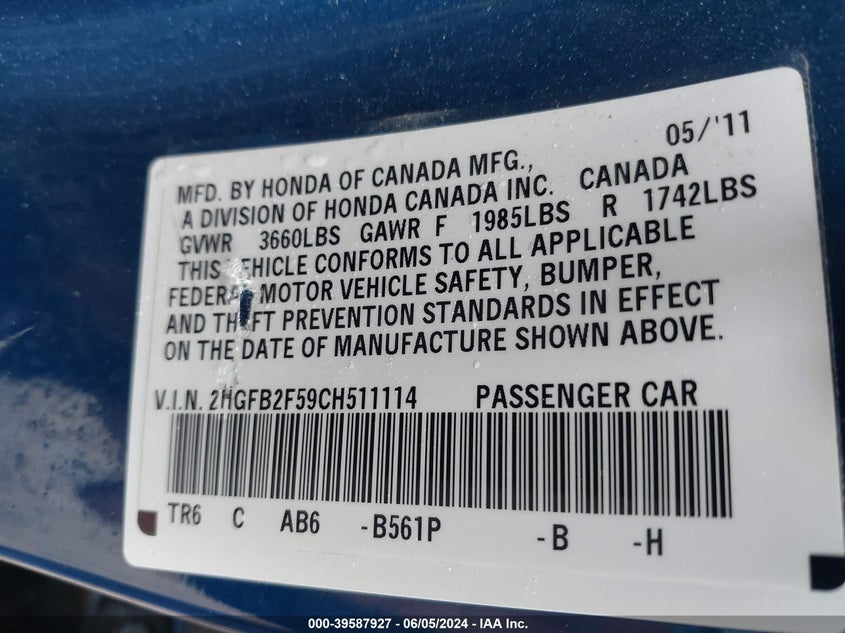 05/'11
MFD. BY HONDA OF CANADA MFG.,
A DIVISION OF HONDA CANADA INC. CANADA
GVWR 3660LBS GAWR F 1985LBS R 1742LBS
THIS VEHICLE CONFORMS TO ALL APPLICABLE
FEDERAL MOTOR VEHICLE SAFETY, BUMPER,
AND THEFT PREVENTION STANDARDS IN EFFECT
ON THE DATE OF MANUFACTURE SHOWN ABOVE.
V.I.N. 2HGFB2F59CH511114 PASSENGER CAR
TR6 C AB6 -B561P -B -H
000-39587927 - 06/05/2024 - IAA Inc.